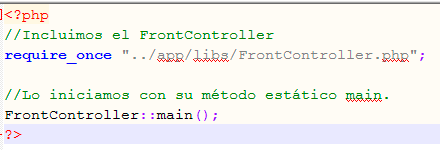 <?php
//Incluimos el FrontController
require_once "../app/libs/FrontController.php";
//Lo iniciamos con su método estático main.
FrontController::main();
?>